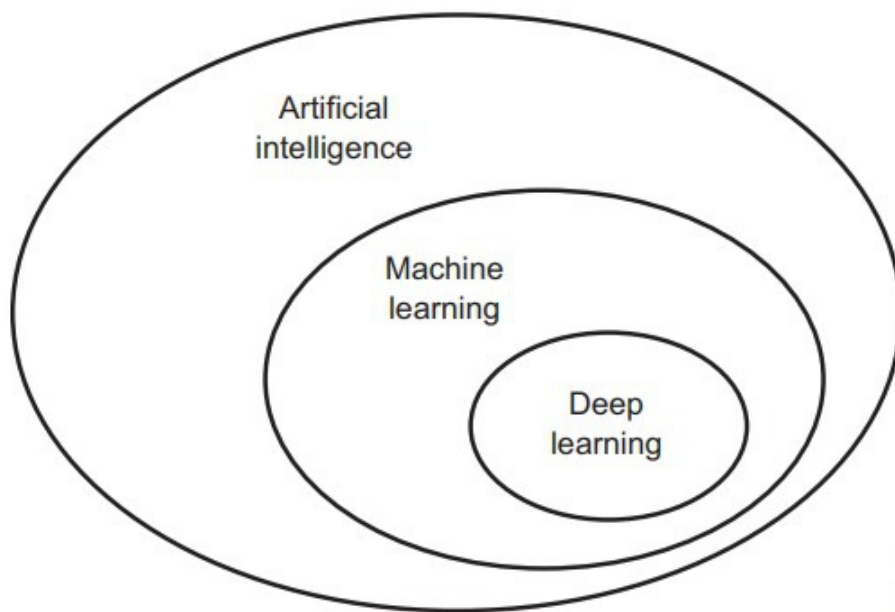 Artificial
intelligence
Machine
learning
Deep
learning